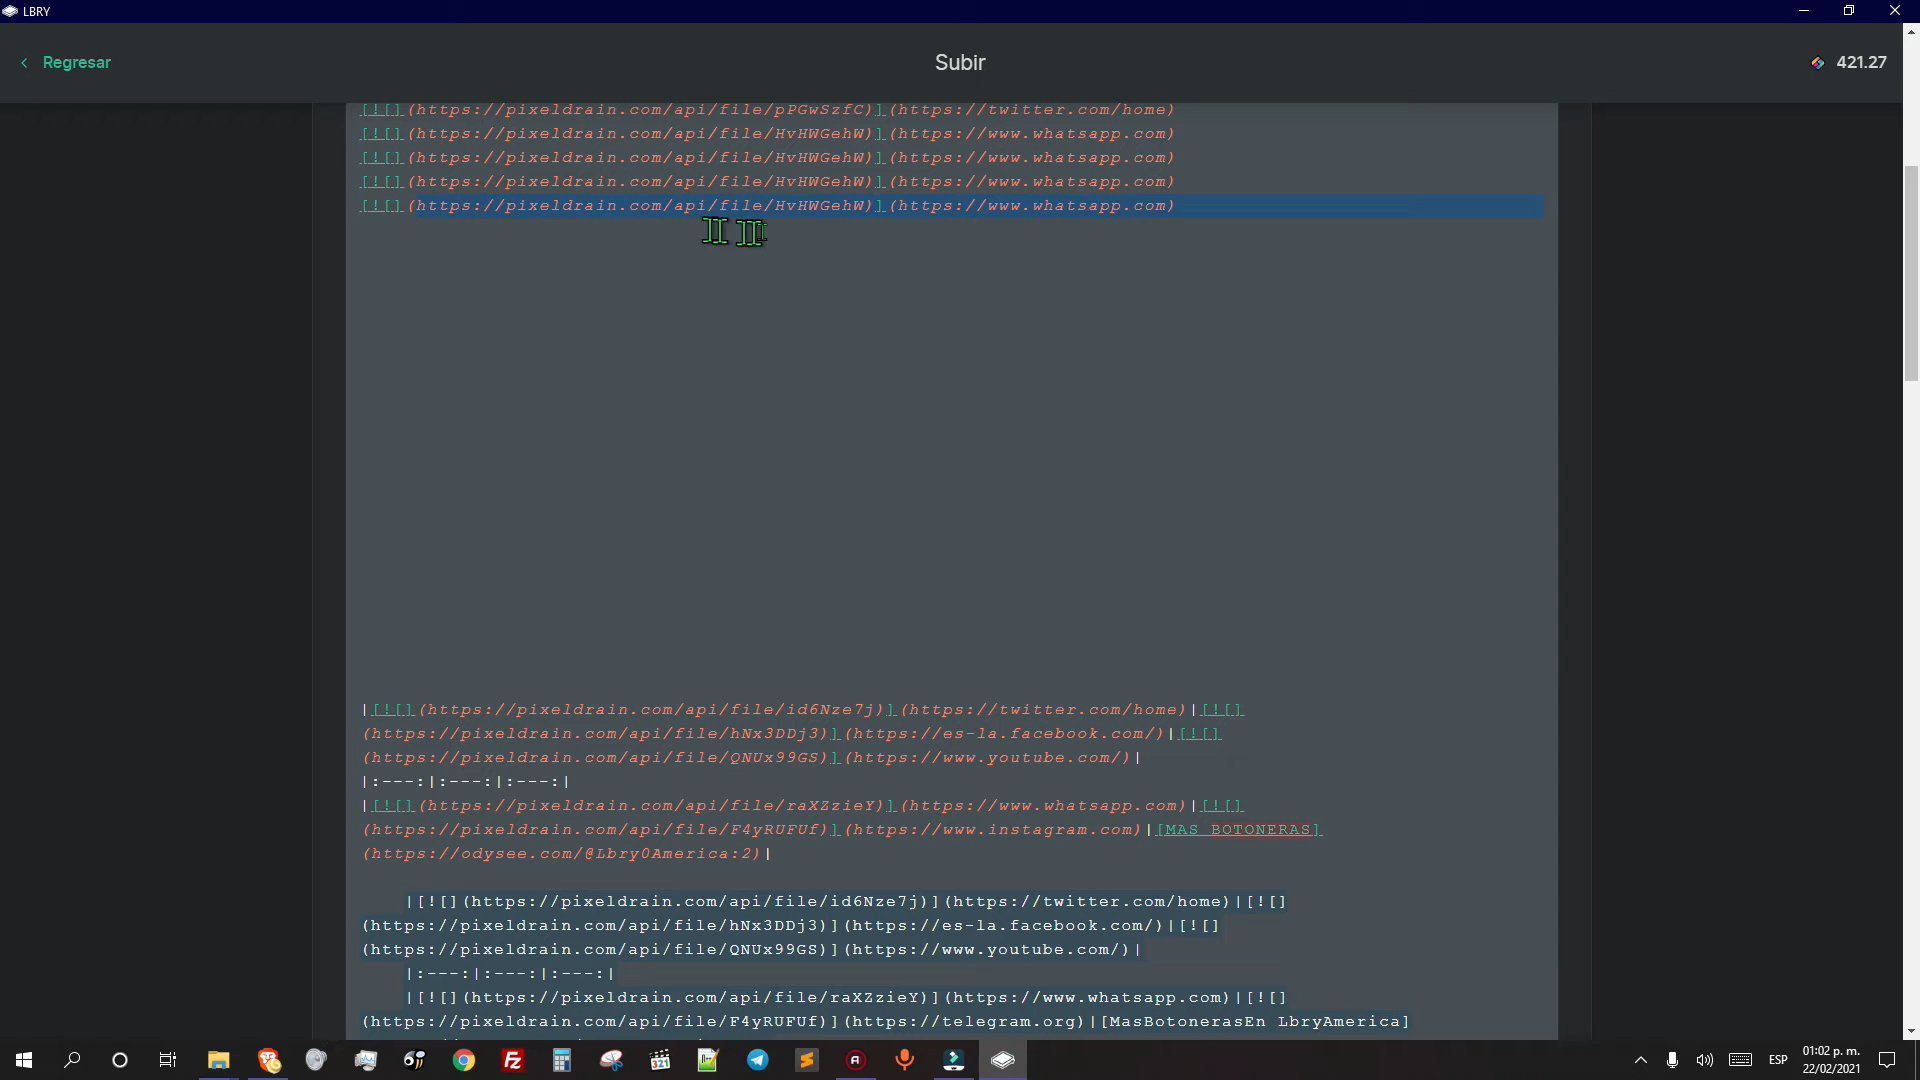 LBRY
Regresar
Subir
421.27
[![](https://pixeldrain.com/api/file/pPGwSzfC)](https://twitter.com/home)
[![](https://pixeldrain.com/api/file/HvHWGehW)](https://www.whatsapp.com)
[![](https://pixeldrain.com/api/file/HvHWGehW)](https://www.whatsapp.com)
[![](https://pixeldrain.com/api/file/HvHWGehW)](https://www.whatsapp.com)
[![](https://pixeldrain.com/api/file/HvHWGehW)](https://www.whatsapp.com)
|[![](https://pixeldrain.com/api/file/id6Nze7j)](https://twitter.com/home)|[![]
(https://pixeldrain.com/api/file/hNx3DDj3)](https://es-la.facebook.com/)|[![]
(https://pixeldrain.com/api/file/QNUx99GS)](https://www.youtube.com/)|
|:---:|:---:|:---:|
|[![](https://pixeldrain.com/api/file/raXZzieY)](https://www.whatsapp.com)|[![]
(https://pixeldrain.com/api/file/F4yRUFUf)](https://www.instagram.com)|[MAS BOTONERAS]
(https://odysee.com/@Lbry0America:2)|
|[![](https://pixeldrain.com/api/file/id6Nze7j)](https://twitter.com/home)|[![]
(https://pixeldrain.com/api/file/hNx3DDj3)](https://es-la.facebook.com/)|[![]
(https://pixeldrain.com/api/file/QNUx99GS)](https://www.youtube.com/)|
|:---:|:---:|:---:|
|[![](https://pixeldrain.com/api/file/raXZzieY)](https://www.whatsapp.com)|[![]
(https://pixeldrain.com/api/file/F4yRUFUf)](https://telegram.org)|[MasBotonerasEn LbryAmerica]
321
ESP
01:02 p. m.
22/02/2021